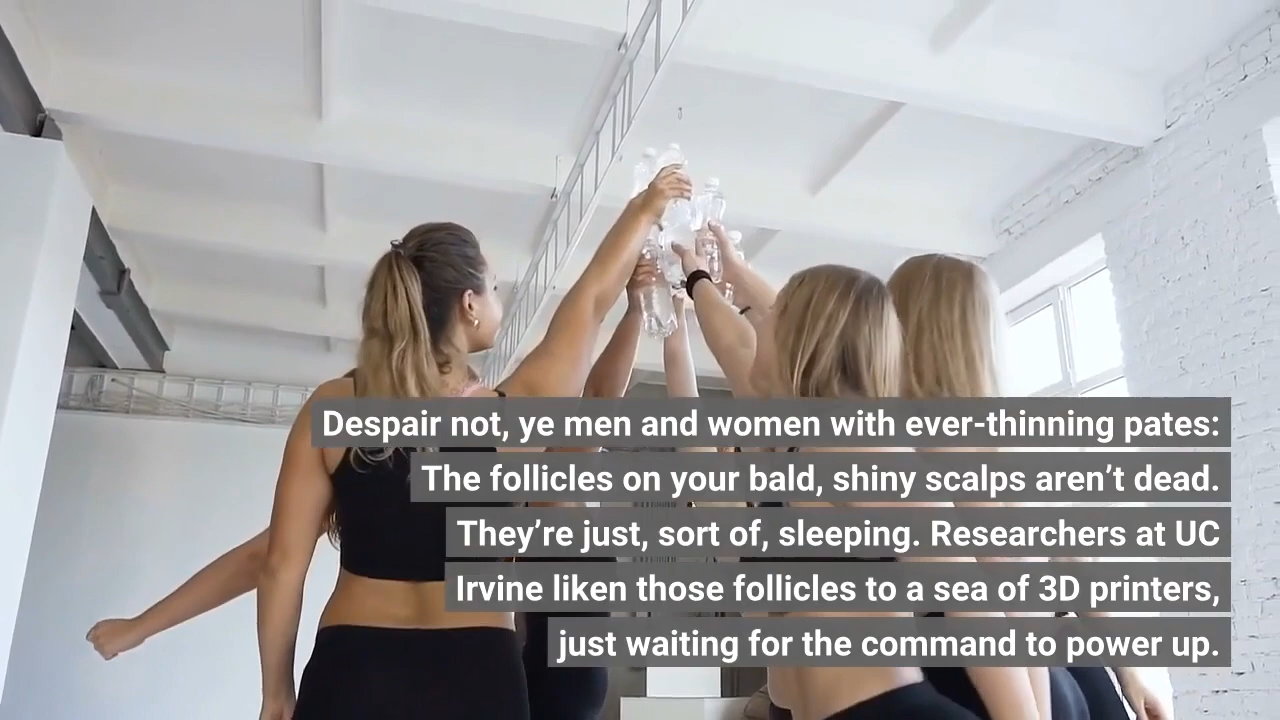 Despair not, ye men and women with ever-thinning pates:
The follicles on your bald, shiny scalps aren’t dead.
They’re just, sort of, sleeping. Researchers at UC
Irvine liken those follicles to a sea of 3D printers,
just waiting for the command to power up.